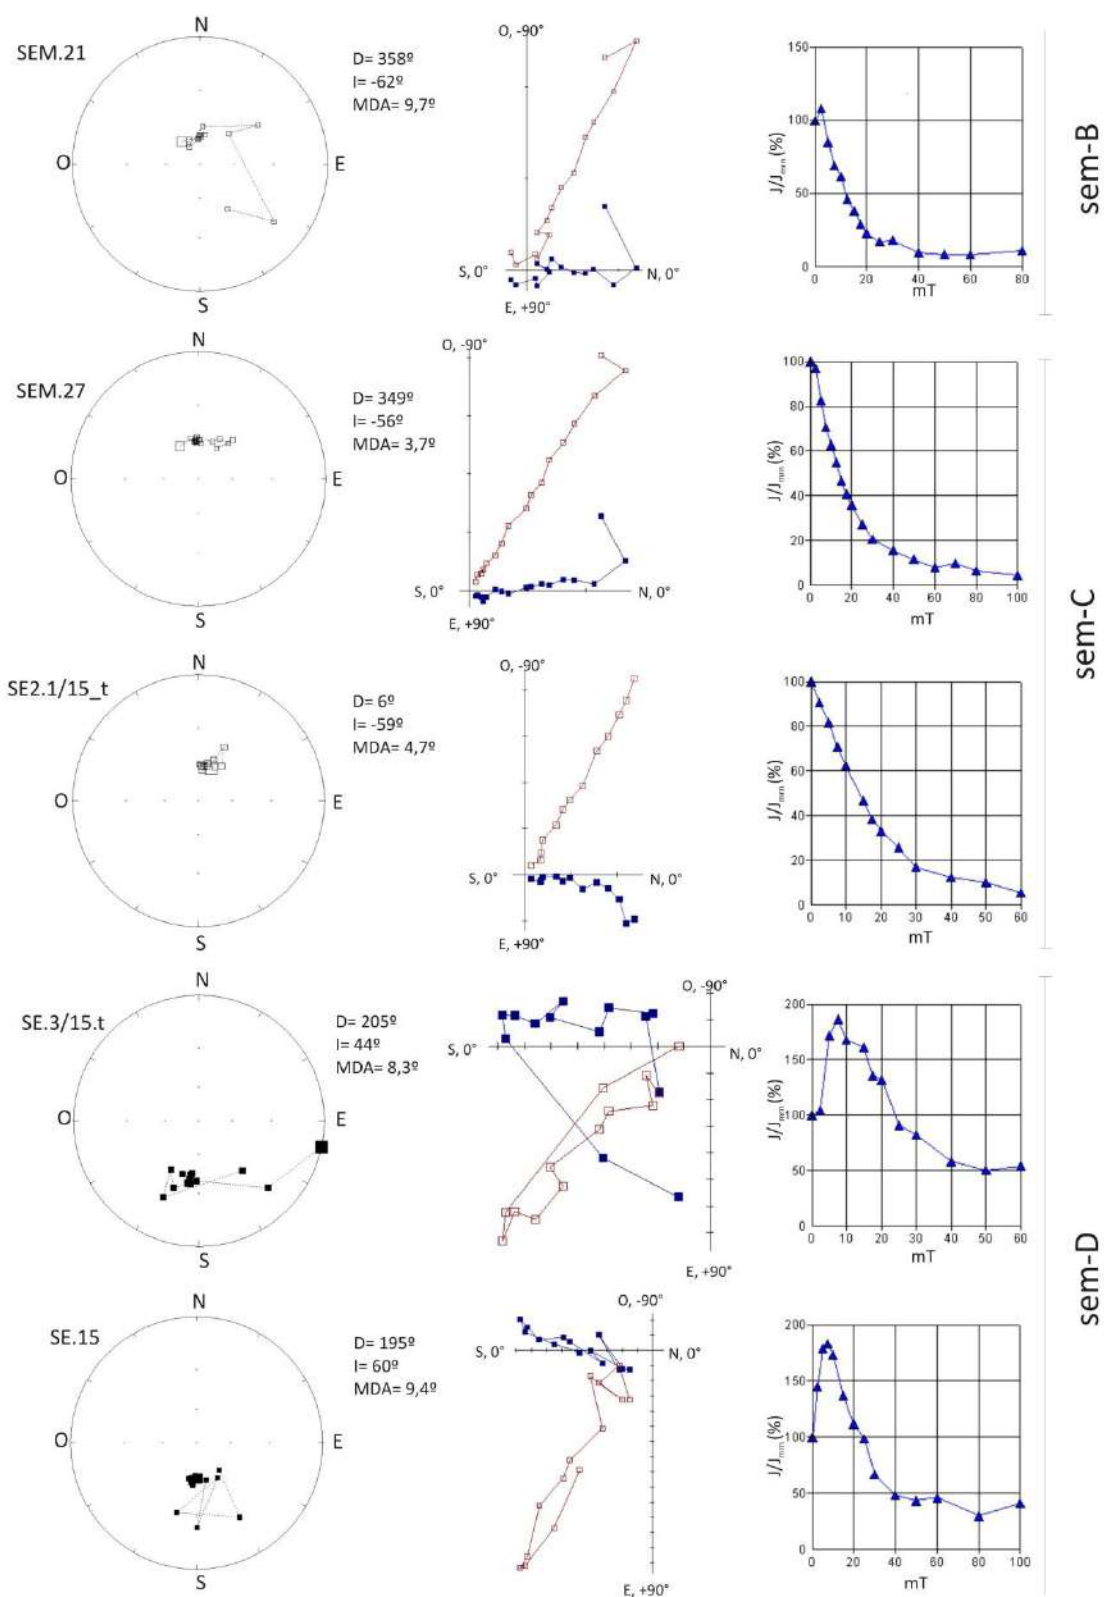 SEM.21
N
O
E
S
D= 358º
I= -62º
MDA= 9,7º
O, -90°
S, 0°
N, 0°
E, +90°
J/Jnrm (%)
150
100
50
0
0 20 40 60 80
mT
sem-B
SEM.27
N
O
E
S
D= 349º
I= -56º
MDA= 3,7º
O, -90°
S, 0°
N, 0°
E, +90°
J/Jnrm (%)
100
80
60
40
20
0
0 20 40 60 80 100
mT
sem-C
SE2.1/15_t
N
O
E
S
D= 6º
I= -59º
MDA= 4,7º
O, -90°
S, 0°
N, 0°
E, +90°
J/Jnrm (%)
100
80
60
40
20
0
0 10 20 30 40 50 60
mT
SE.3/15.t
N
O
E
S
D= 205º
I= 44º
MDA= 8,3º
O, -90°
S, 0°
N, 0°
E, +90°
J/Jnrm (%)
200
150
100
50
0
0 10 20 30 40 50 60
mT
sem-D
SE.15
N
O
E
S
D= 195º
I= 60º
MDA= 9,4º
O, -90°
S, 0°
N, 0°
E, +90°
J/Jnrm (%)
200
150
100
50
0
0 20 40 60 80 100
mT